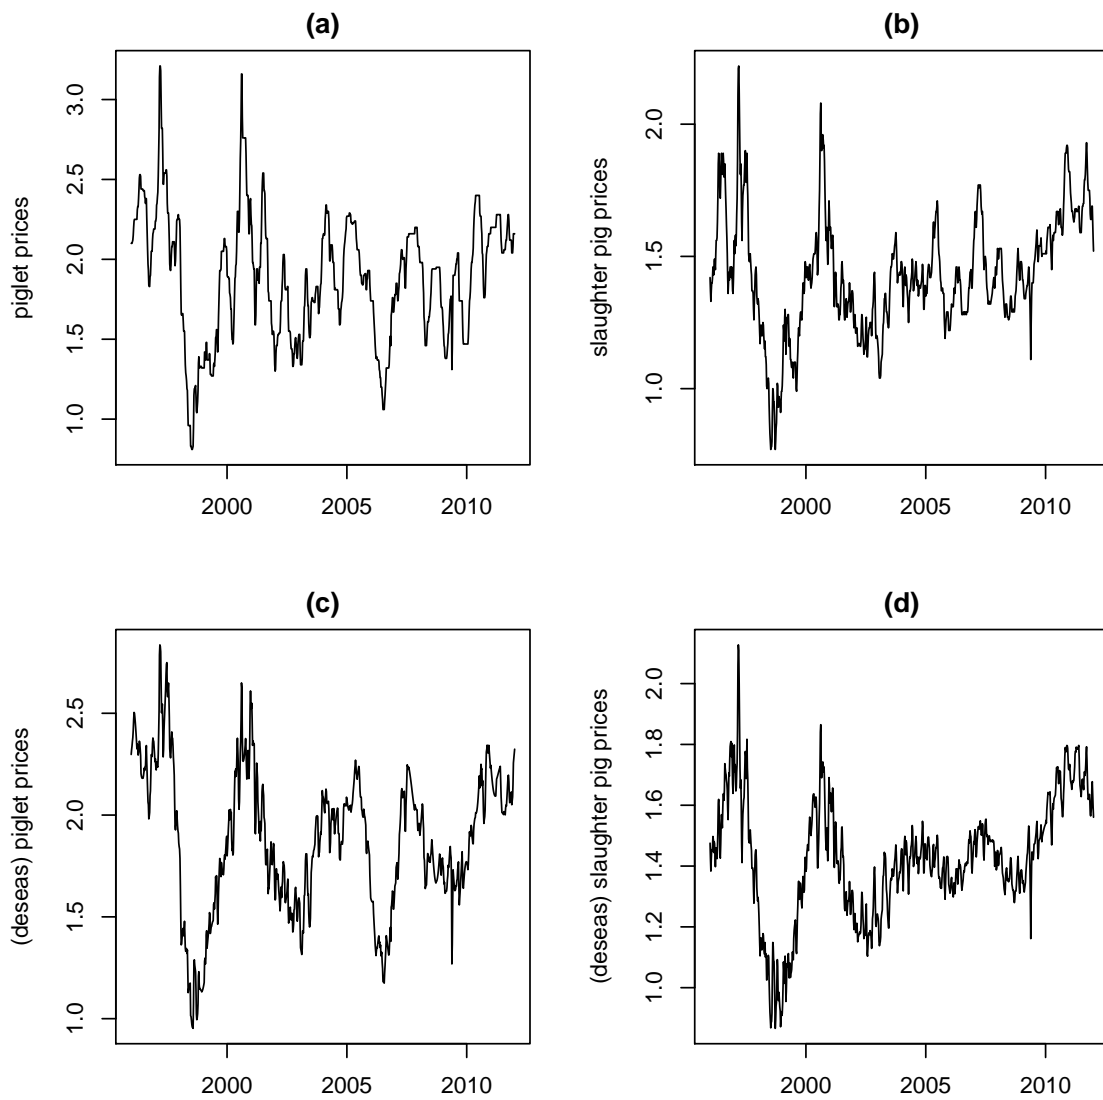 (a)
piglet prices
3.0
2.5
2.0
1.5
1.0
2000 2005 2010
(b)
slaughter pig prices
2.0
1.5
1.0
2000 2005 2010
(c)
(deseas) piglet prices
2.5
2.0
1.5
1.0
2000 2005 2010
(d)
(deseas) slaughter pig prices
2.0
1.8
1.6
1.4
1.2
1.0
2000 2005 2010